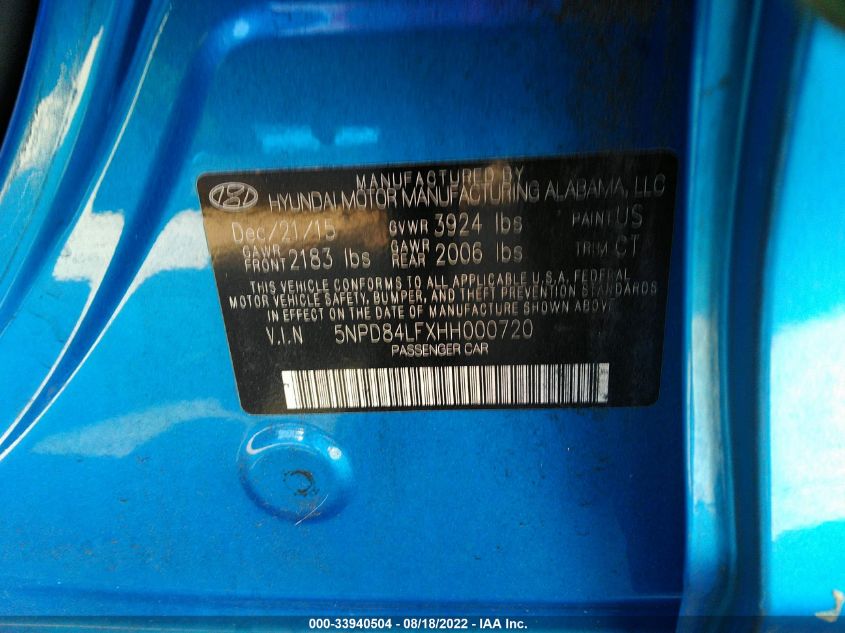 MANUFACTURED BY
HYUNDAI MOTOR MANUFACTURING ALABAMA, LLC
Dec/21/15 GVWR 3924 lbs PAINT US
GAWR FRONT 2183 lbs GAWR REAR 2006 lbs TRIM CT
THIS VEHICLE CONFORMS TO ALL APPLICABLE U.S.A. FEDERAL
MOTOR VEHICLE SAFETY, BUMPER, AND THEFT PREVENTION STANDARDS
IN EFFECT ON THE DATE OF MANUFACTURE SHOWN ABOVE.
V.I.N 5NPD84LFXHH000720
PASSENGER CAR
000-33940504 - 08/18/2022 - IAA Inc.